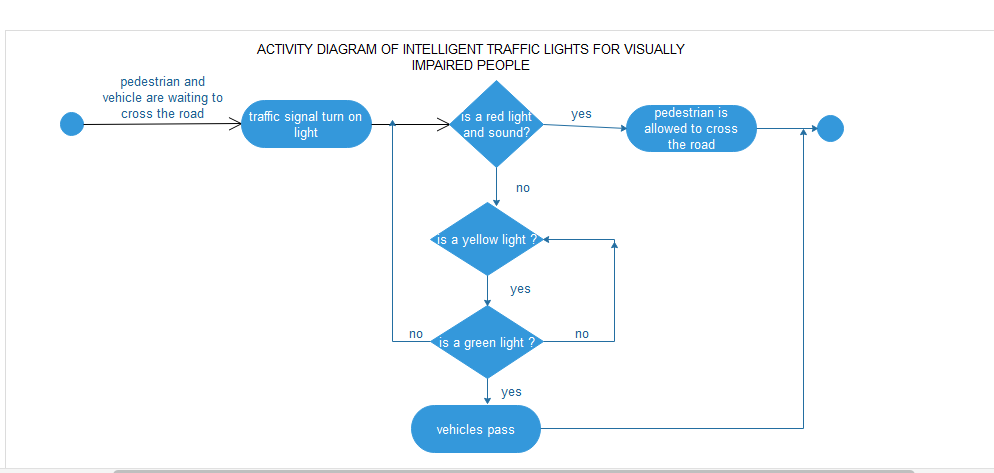 ACTIVITY DIAGRAM OF INTELLIGENT TRAFFIC LIGHTS FOR VISUALLY
IMPAIRED PEOPLE
pedestrian and
vehicle are waiting to
cross the road
traffic signal turn on
light
is a red light
and sound?
yes
pedestrian is
allowed to cross
the road
no
is a yellow light ?
yes
no
is a green light ?
no
yes
vehicles pass